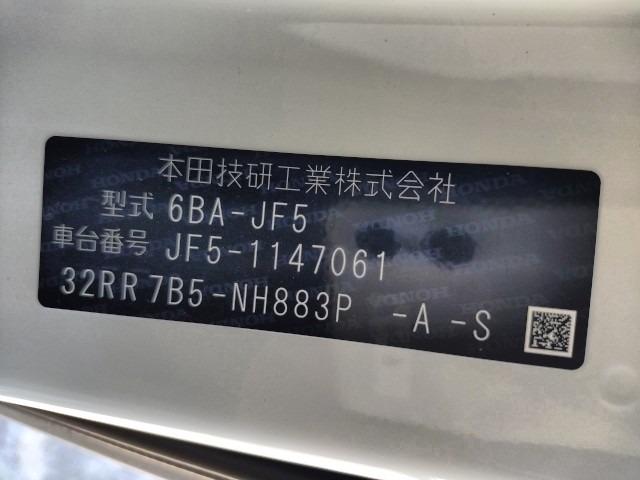 本田技研工業株式会社
型式 6BA-JF5
車台番号 JF5-1147061
32RR 7B5-NH883P -A -S